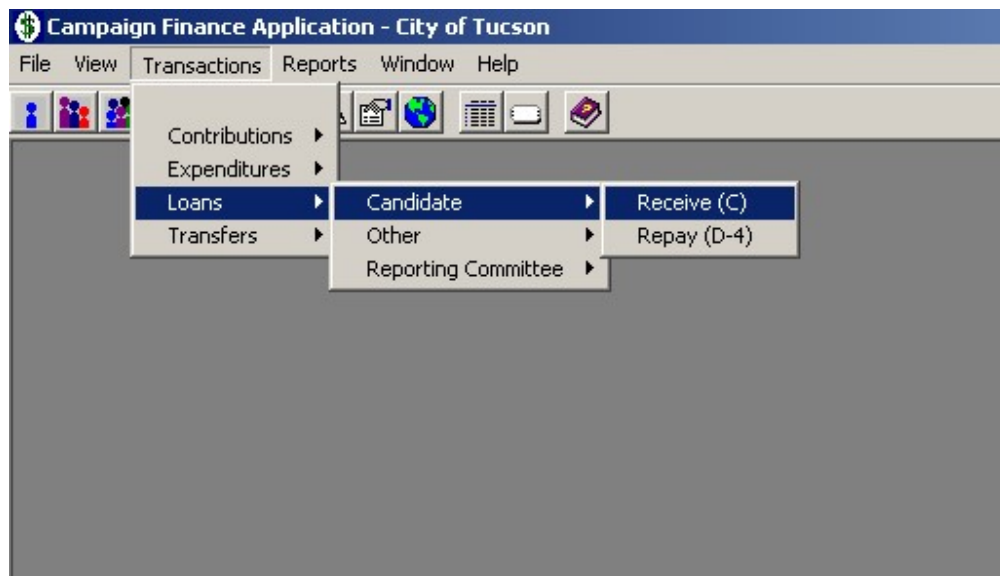 Campaign Finance Application - City of Tucson
File View Transactions Reports Window Help
Contributions
Expenditures
Loans Candidate Receive (C)
Transfers Other Repay (D-4)
Reporting Committee